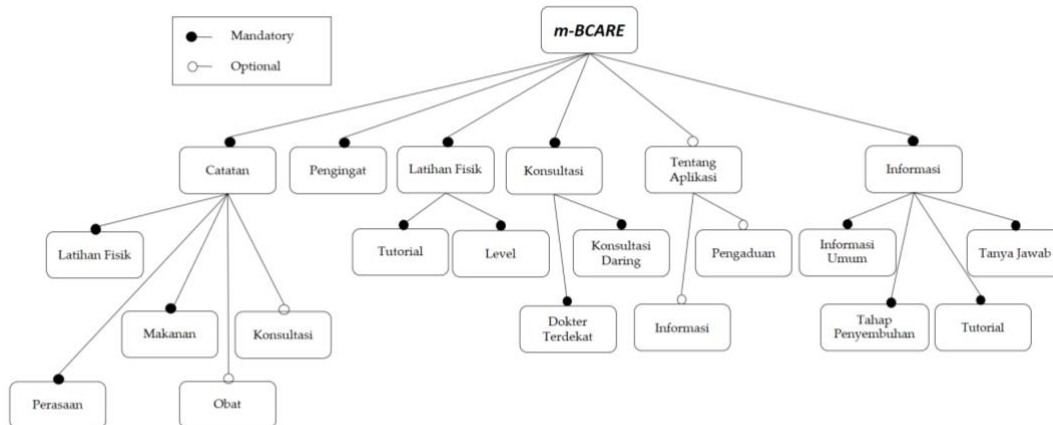 m-BCARE
Mandatory
Optional
Catatan
Pengingat
Latihan Fisik
Konsultasi
Tentang
Aplikasi
Informasi
Latihan Fisik
Tutorial
Level
Konsultasi
Daring
Pengaduan
Informasi
Umum
Tanya Jawab
Makanan
Konsultasi
Dokter
Terdekat
Informasi
Tahap
Penyembuhan
Tutorial
Perasaan
Obat